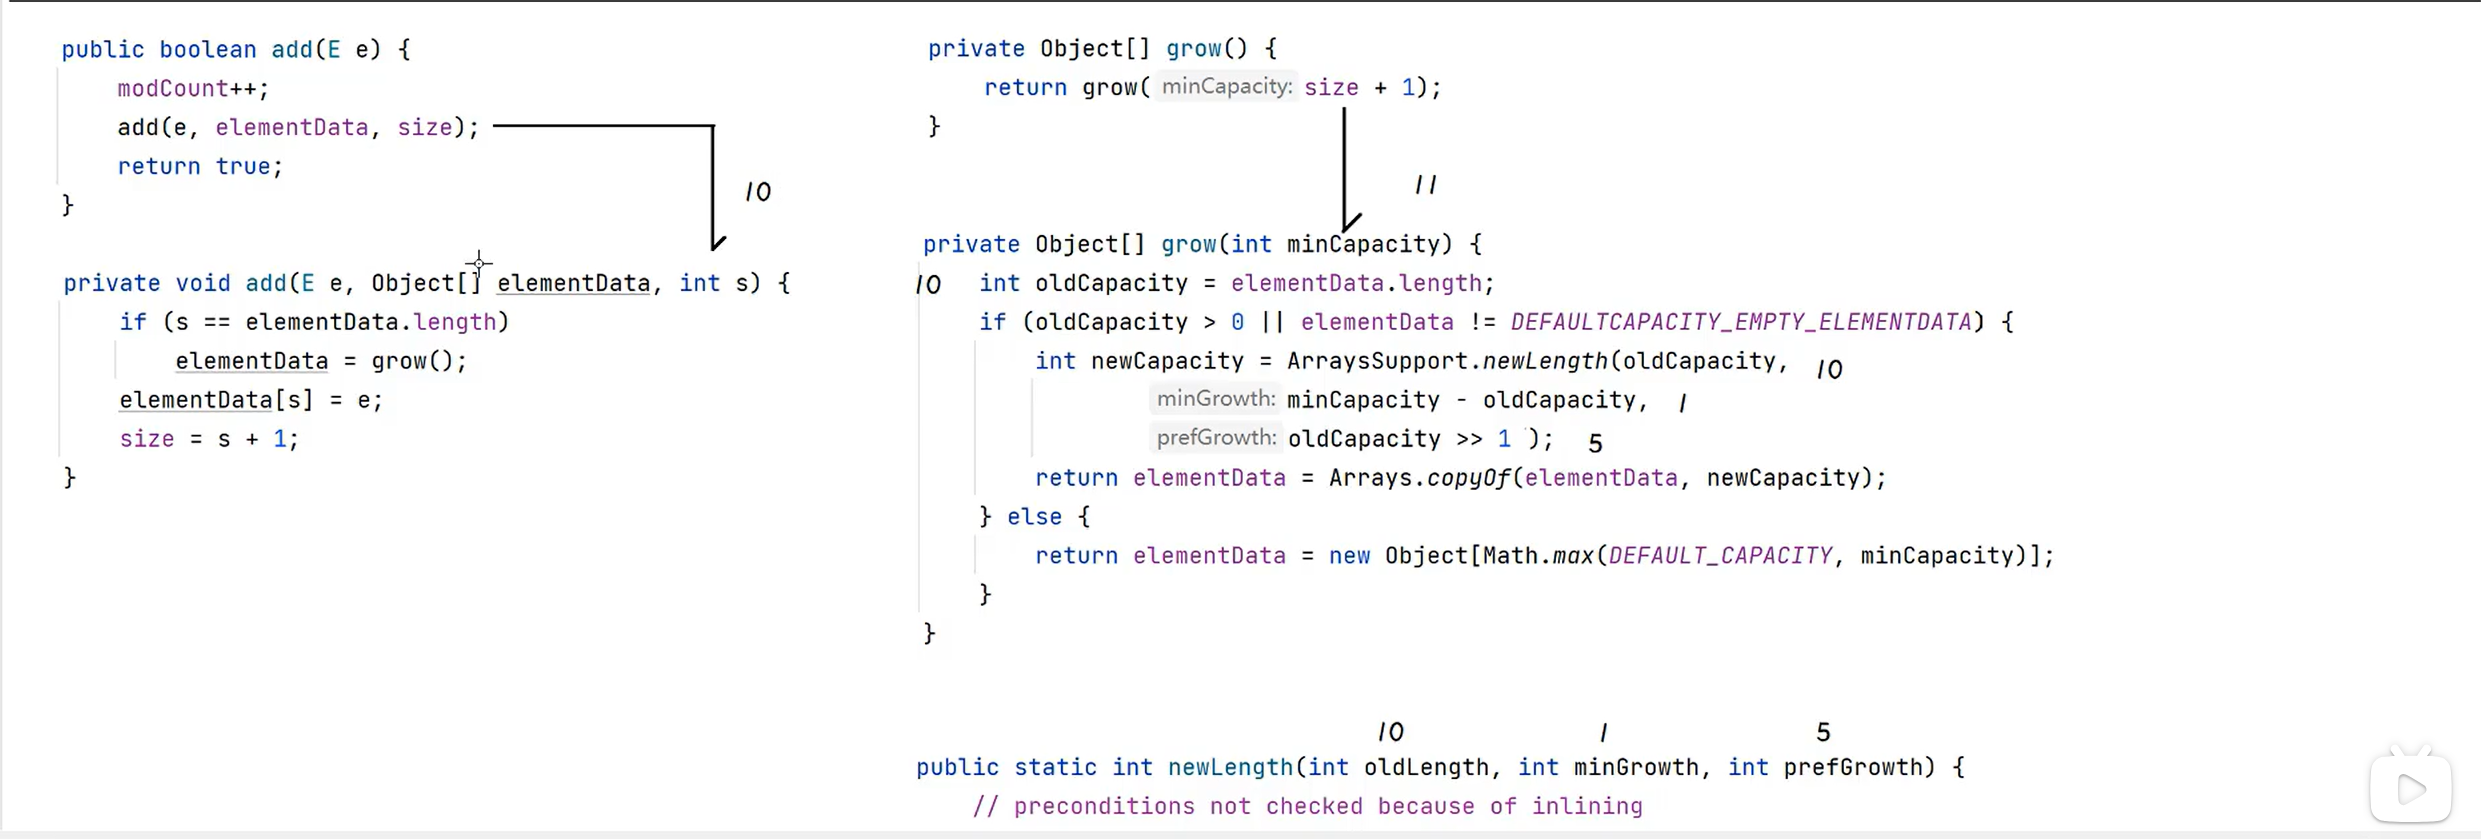 public boolean add(E e) {
modCount++;
add(e, elementData, size);
return true;
}
10
private void add(E e, Object[] elementData, int s) {
if (s == elementData.length)
elementData = grow();
elementData[s] = e;
size = s + 1;
}
private Object[] grow() {
return grow( minCapacity: size + 1);
}
11
private Object[] grow(int minCapacity) {
10 int oldCapacity = elementData.length;
if (oldCapacity > 0 || elementData != DEFAULTCAPACITY_EMPTY_ELEMENTDATA) {
int newCapacity = ArraysSupport.newLength(oldCapacity, 10
minGrowth: minCapacity - oldCapacity, 1
prefGrowth: oldCapacity >> 1 ); 5
return elementData = Arrays.copyOf(elementData, newCapacity);
} else {
return elementData = new Object[Math.max(DEFAULT_CAPACITY, minCapacity)];
}
}
10 1 5
public static int newLength(int oldLength, int minGrowth, int prefGrowth) {
// preconditions not checked because of inlining